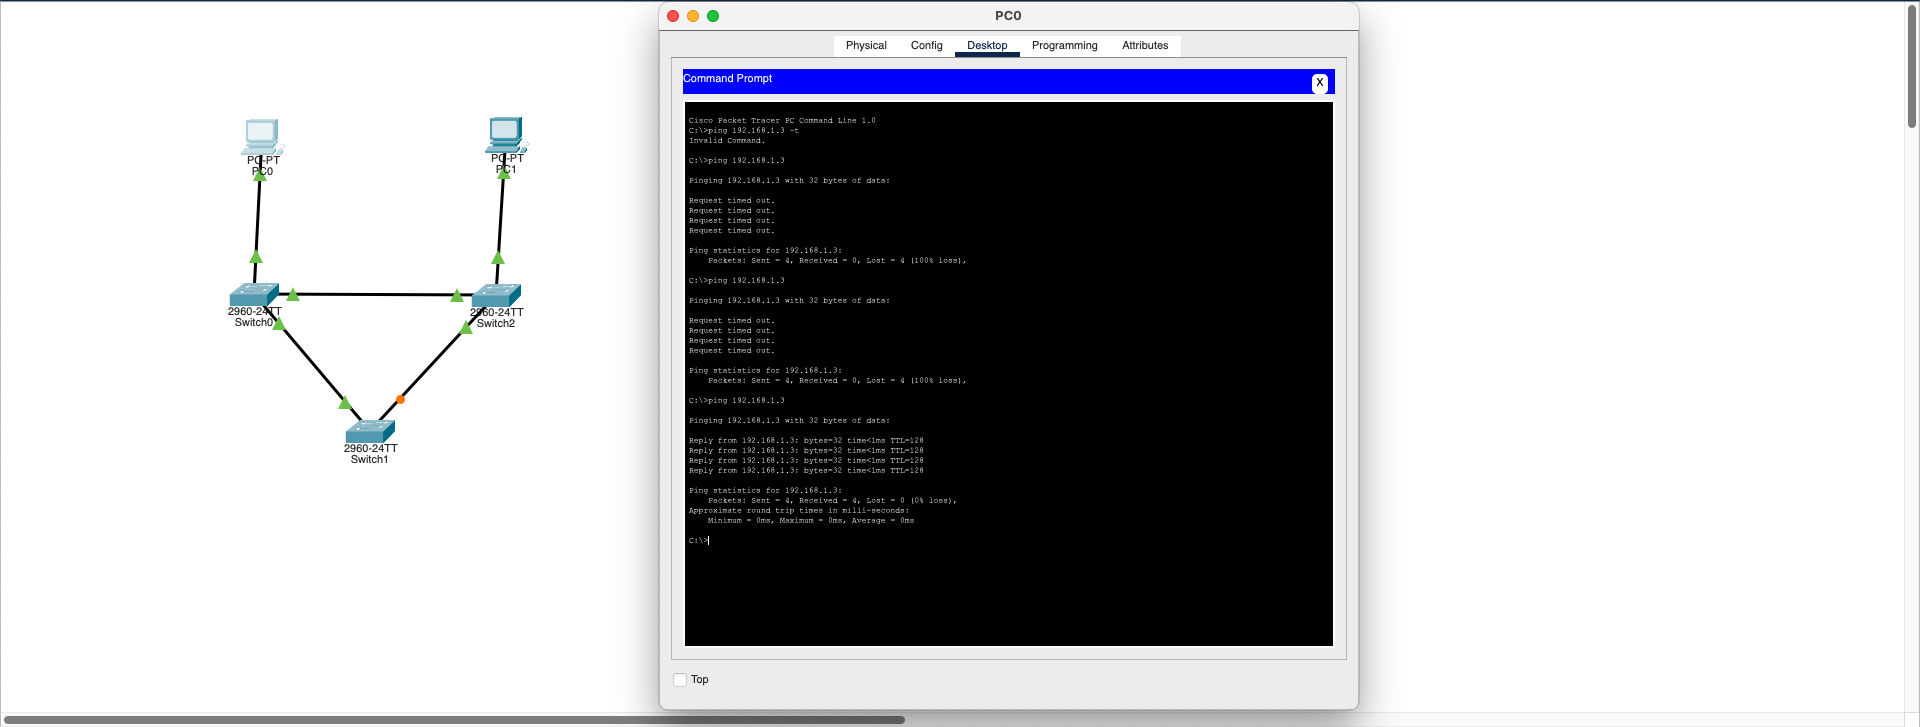 PC0
Physical
Config
Desktop
Programming
Attributes
Command Prompt
X
Cisco Packet Tracer PC Command Line 1.0
C:\>ping 192.168.1.3 -t
Invalid Command.
C:\>ping 192.168.1.3
Pinging 192.168.1.3 with 32 bytes of data:
Request timed out.
Request timed out.
Request timed out.
Request timed out.
Ping statistics for 192.168.1.3:
Packets: Sent = 4, Received = 0, Lost = 4 (100% loss),
C:\>ping 192.168.1.3
Pinging 192.168.1.3 with 32 bytes of data:
Request timed out.
Request timed out.
Request timed out.
Request timed out.
Ping statistics for 192.168.1.3:
Packets: Sent = 4, Received = 0, Lost = 4 (100% loss),
C:\>ping 192.168.1.3
Pinging 192.168.1.3 with 32 bytes of data:
Reply from 192.168.1.3: bytes=32 time<1ms TTL=128
Reply from 192.168.1.3: bytes=32 time<1ms TTL=128
Reply from 192.168.1.3: bytes=32 time<1ms TTL=128
Reply from 192.168.1.3: bytes=32 time<1ms TTL=128
Ping statistics for 192.168.1.3:
Packets: Sent = 4, Received = 4, Lost = 0 (0% loss),
Approximate round trip times in milli-seconds:
Minimum = 0ms, Maximum = 0ms, Average = 0ms
C:\>
Top
PC-PT
PC0
PC-PT
PC1
2960-24TT
Switch0
2960-24TT
Switch2
2960-24TT
Switch1